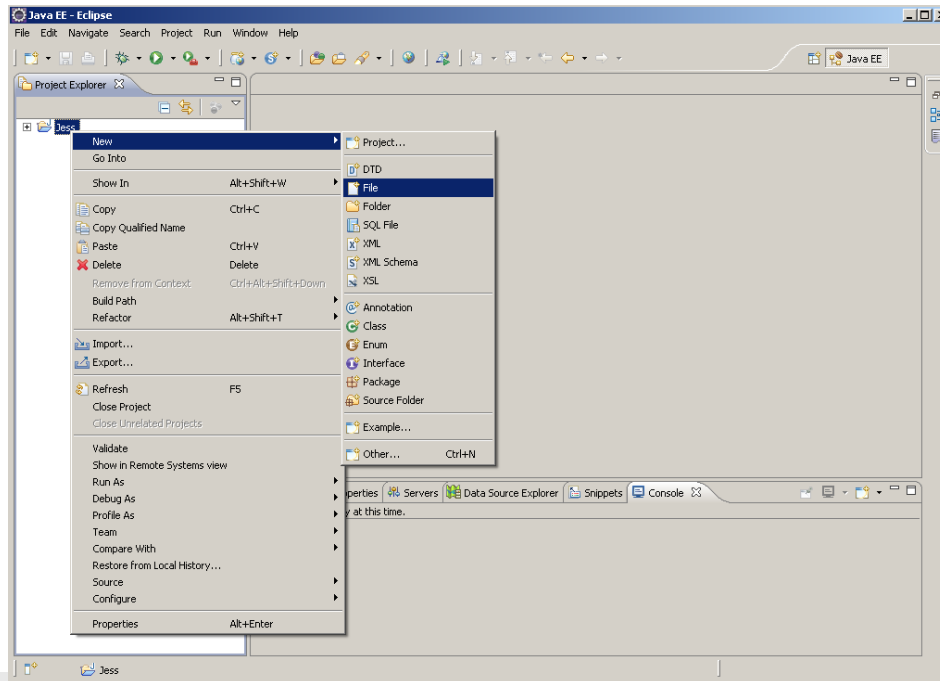 Java EE - Eclipse
File Edit Navigate Search Project Run Window Help
Java EE
Project Explorer
Jess
New
Go Into
Show In Alt+Shift+W
Copy Ctrl+C
Copy Qualified Name
Paste Ctrl+V
Delete Delete
Remove from Context Ctrl+Alt+Shift+Down
Build Path
Refactor Alt+Shift+T
Import...
Export...
Refresh F5
Close Project
Close Unrelated Projects
Validate
Show in Remote Systems view
Run As
Debug As
Profile As
Team
Compare With
Restore from Local History...
Source
Configure
Properties Alt+Enter
Project...
DTD
File
Folder
SQL File
XML
XML Schema
XSL
Annotation
Class
Enum
Interface
Package
Source Folder
Example...
Other... Ctrl+N
perties Servers Data Source Explorer Snippets Console
y at this time.
Jess